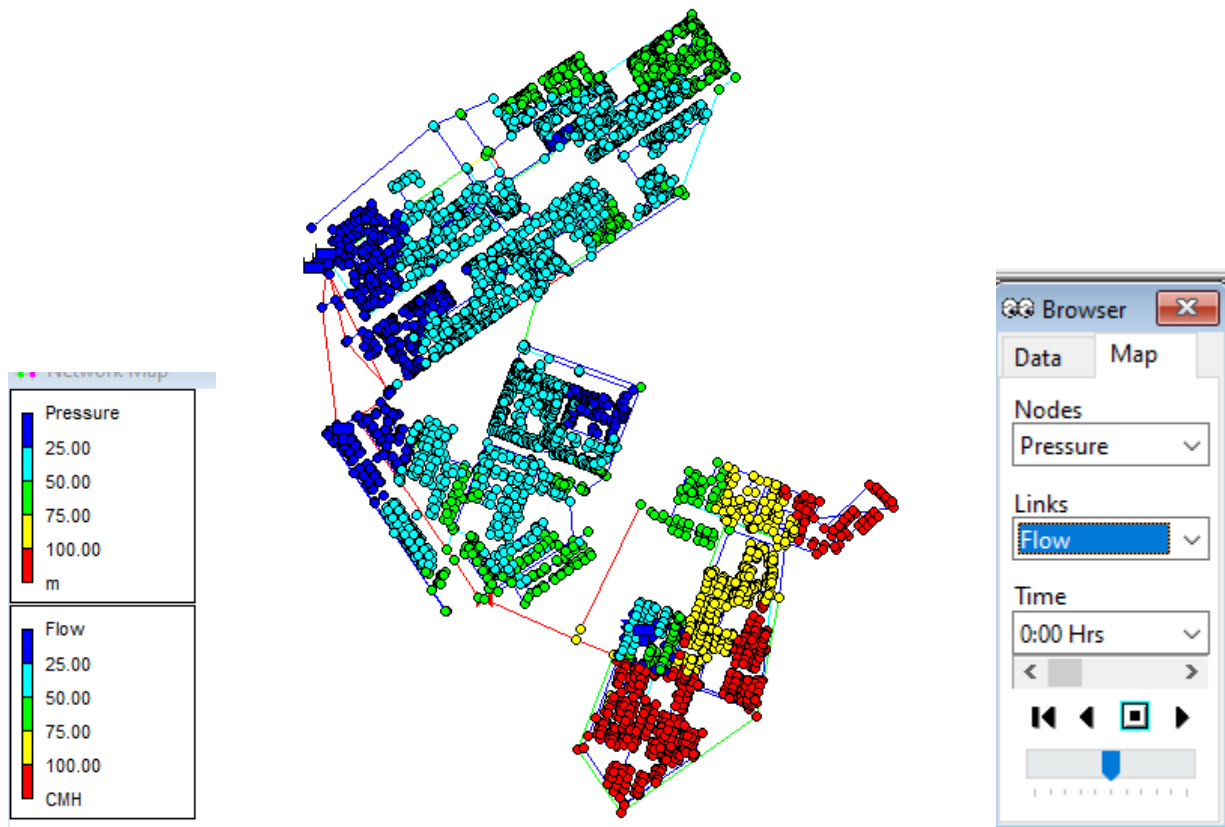 Network Map
Pressure
25.00
50.00
75.00
100.00
m
Flow
25.00
50.00
75.00
100.00
CMH
Browser
Data
Map
Nodes
Pressure
Links
Flow
Time
0:00 Hrs